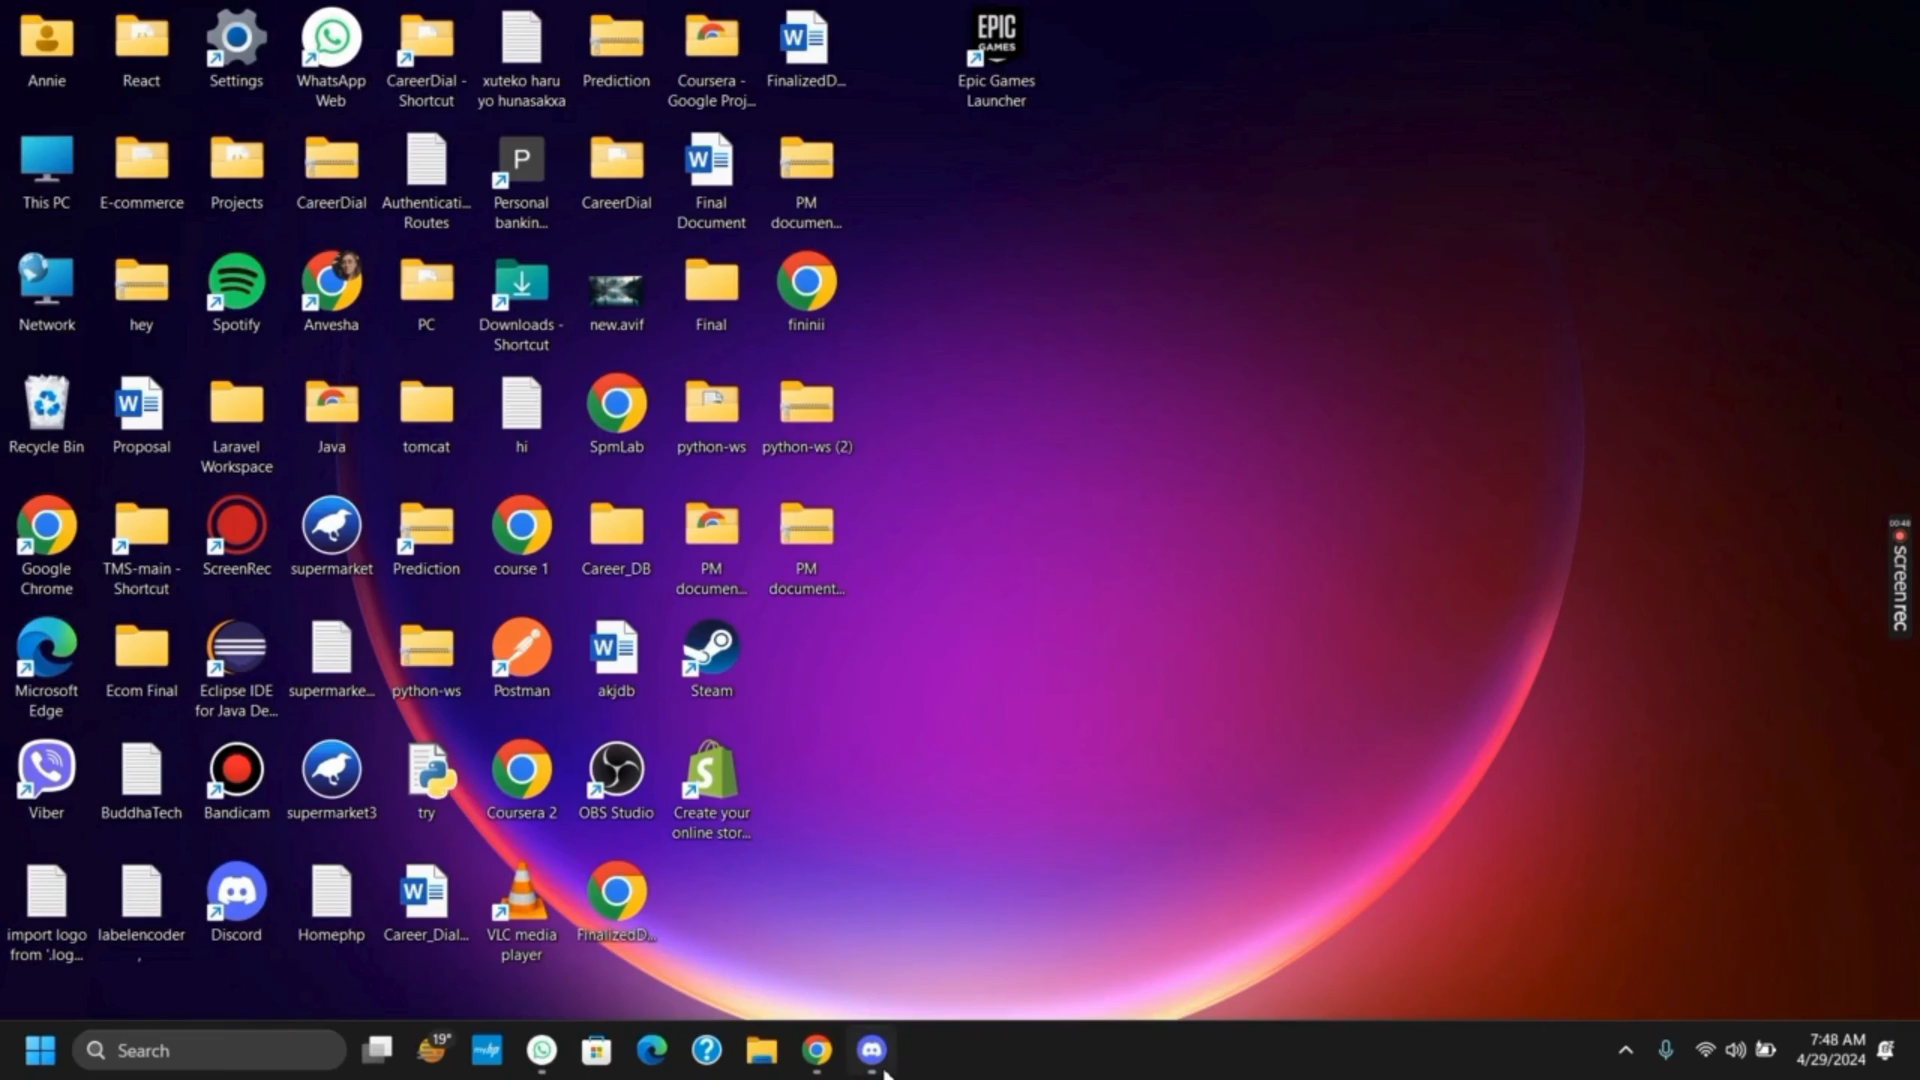 Annie
React
Settings
WhatsApp
Web
CareerDial -
Shortcut
xuteko haru
yo hunasakxa
Prediction
Coursera -
Google Proj...
FinalizedD...
EPIC
GAMES
Epic Games
Launcher
This PC
E-commerce
Projects
CareerDial
Authenticati...
Routes
P
Personal
bankin...
CareerDial
Final
Document
PM
documen...
Network
hey
Spotify
Anvesha
PC
Downloads -
Shortcut
new.avif
Final
fininii
Recycle Bin
Proposal
Laravel
Workspace
Java
tomcat
hi
SpmLab
python-ws
python-ws (2)
Google
Chrome
TMS-main -
Shortcut
ScreenRec
supermarket
Prediction
course 1
Career_DB
PM
documen...
PM
document...
00:48
screenrec
Microsoft
Edge
Ecom Final
Eclipse IDE
for Java De...
supermarke...
python-ws
Postman
akjdb
Steam
Viber
BuddhaTech
Bandicam
supermarket3
try
Coursera 2
OBS Studio
Create your
online stor...
import logo
from '.log...
labelencoder
,
Discord
Homephp
Career_Dial...
VLC media
player
FinalizedD...
Search
19°
myhp
7:48 AM
4/29/2024